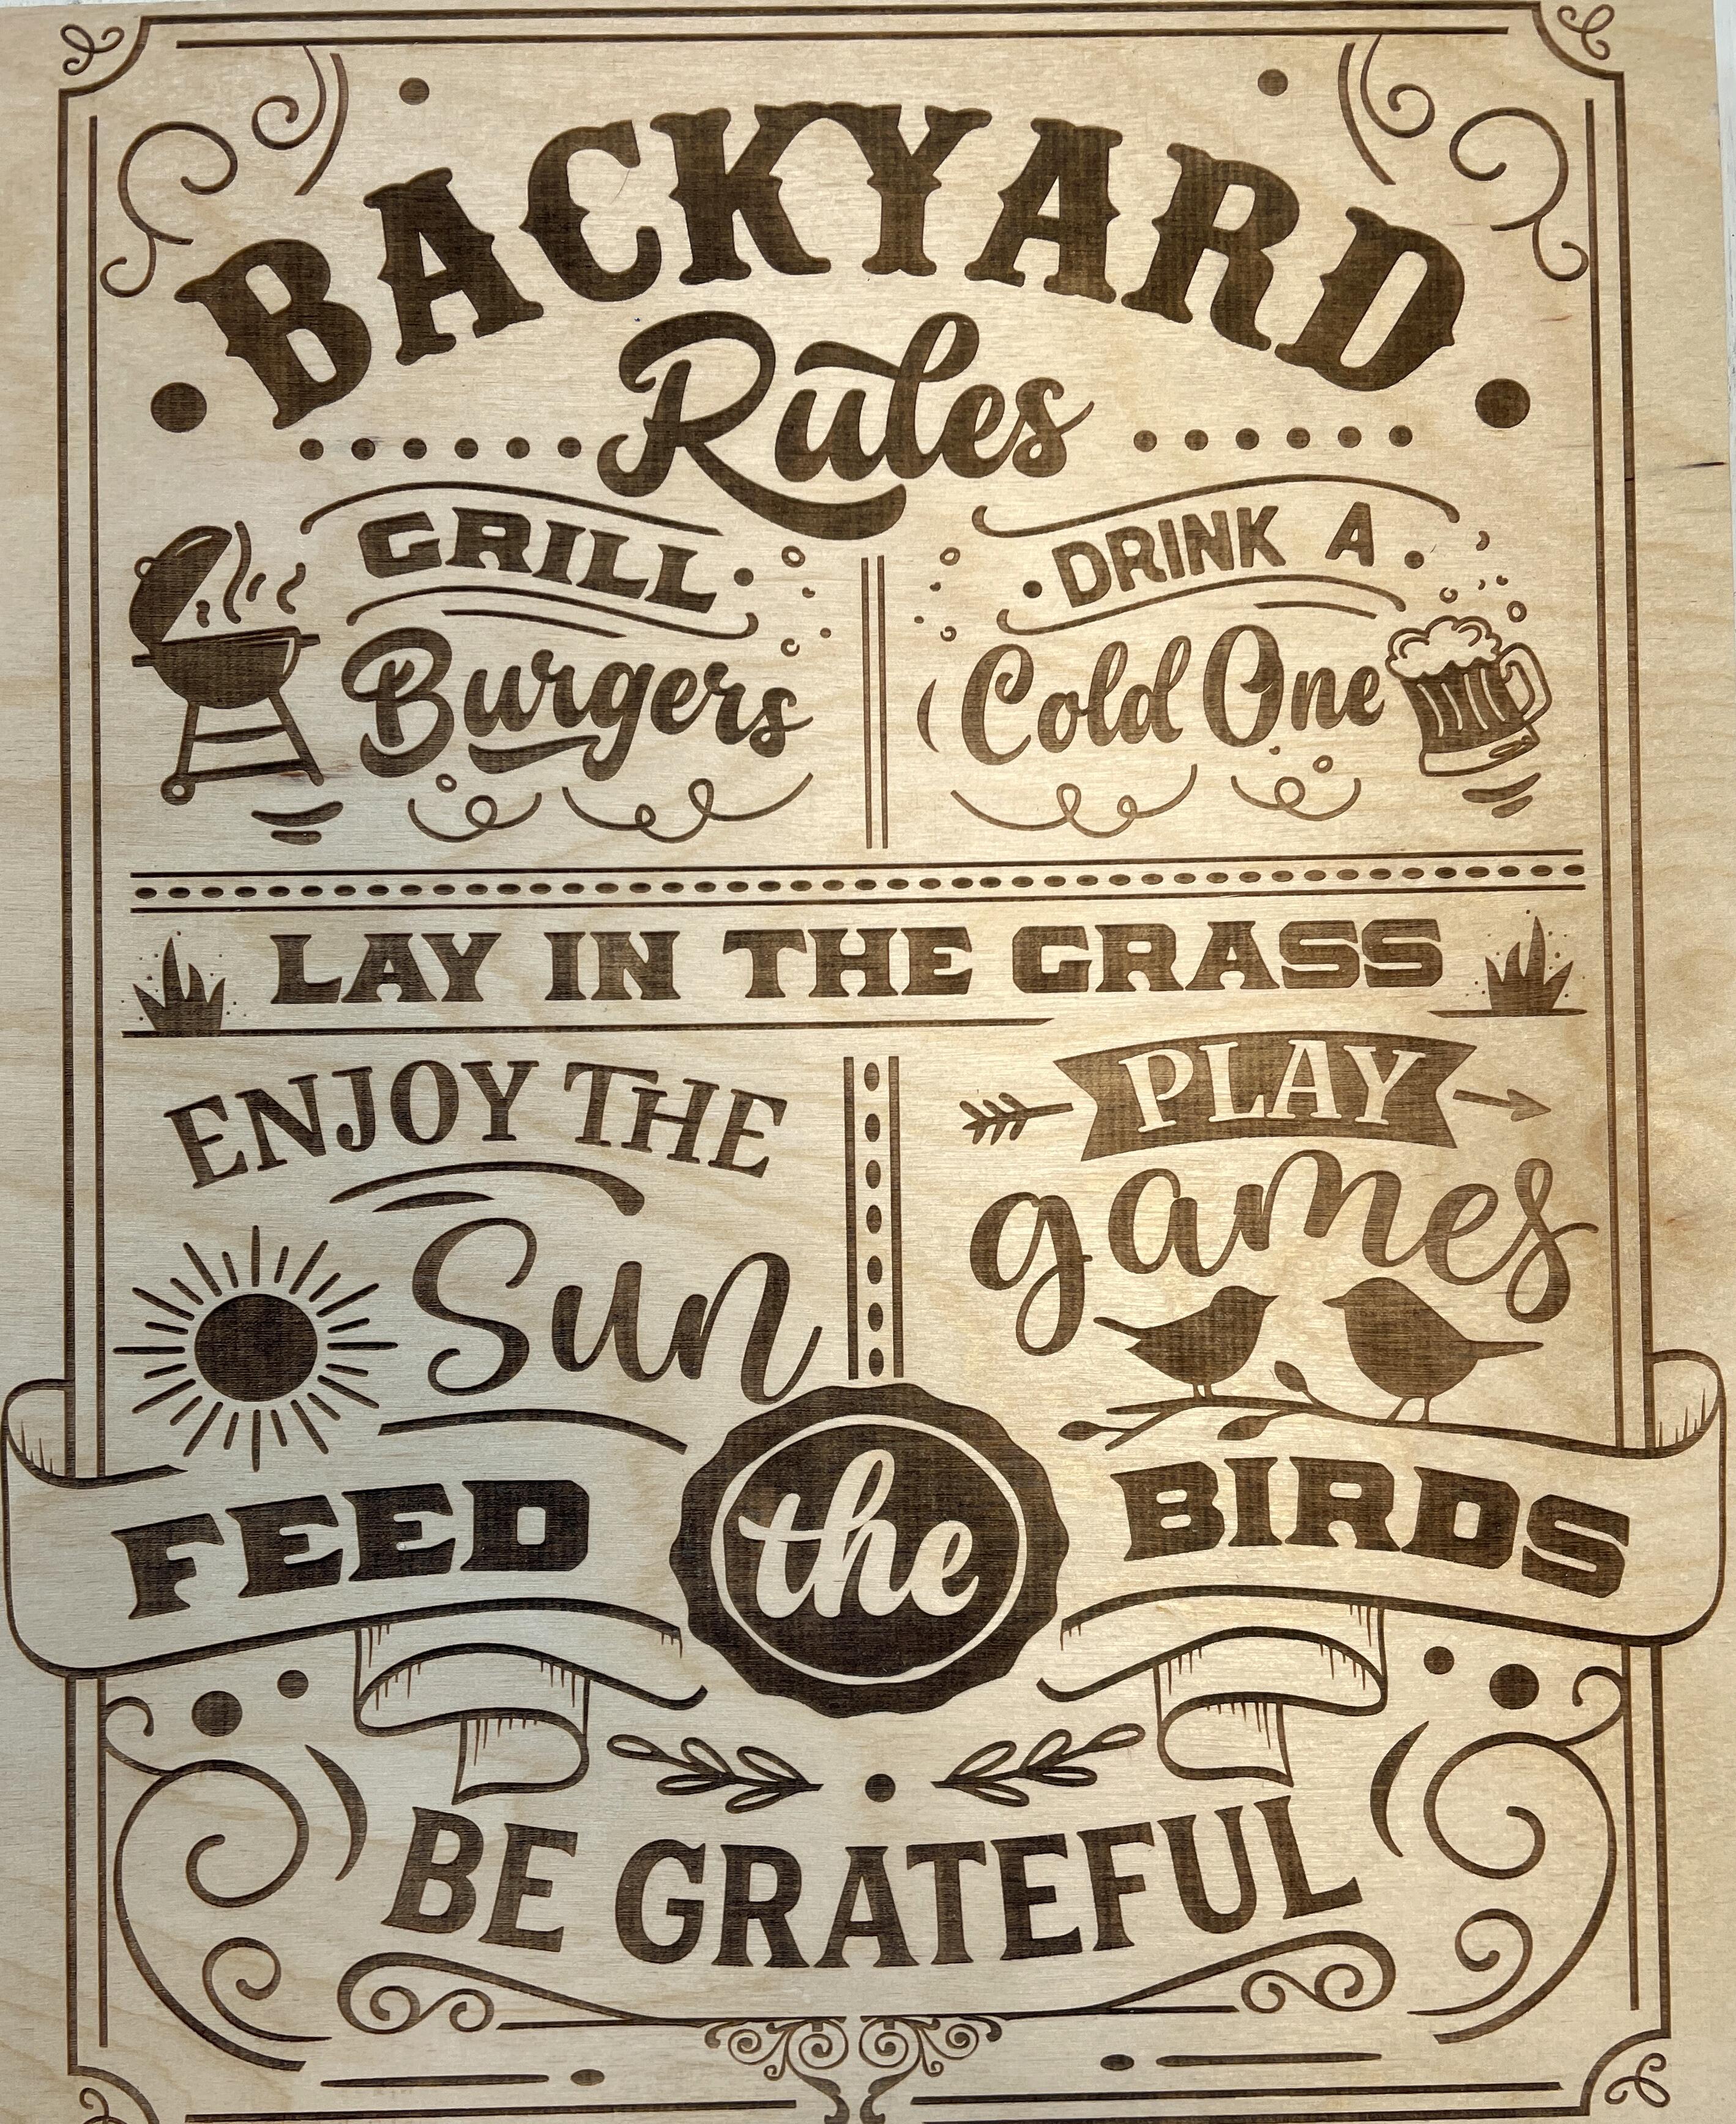 BACKYARD
Rules
GRILL
Burgers
DRINK A
Cold One
LAY IN THE GRASS
ENJOY THE
Sun
PLAY
games
FEED the BIRDS
BE GRATEFUL